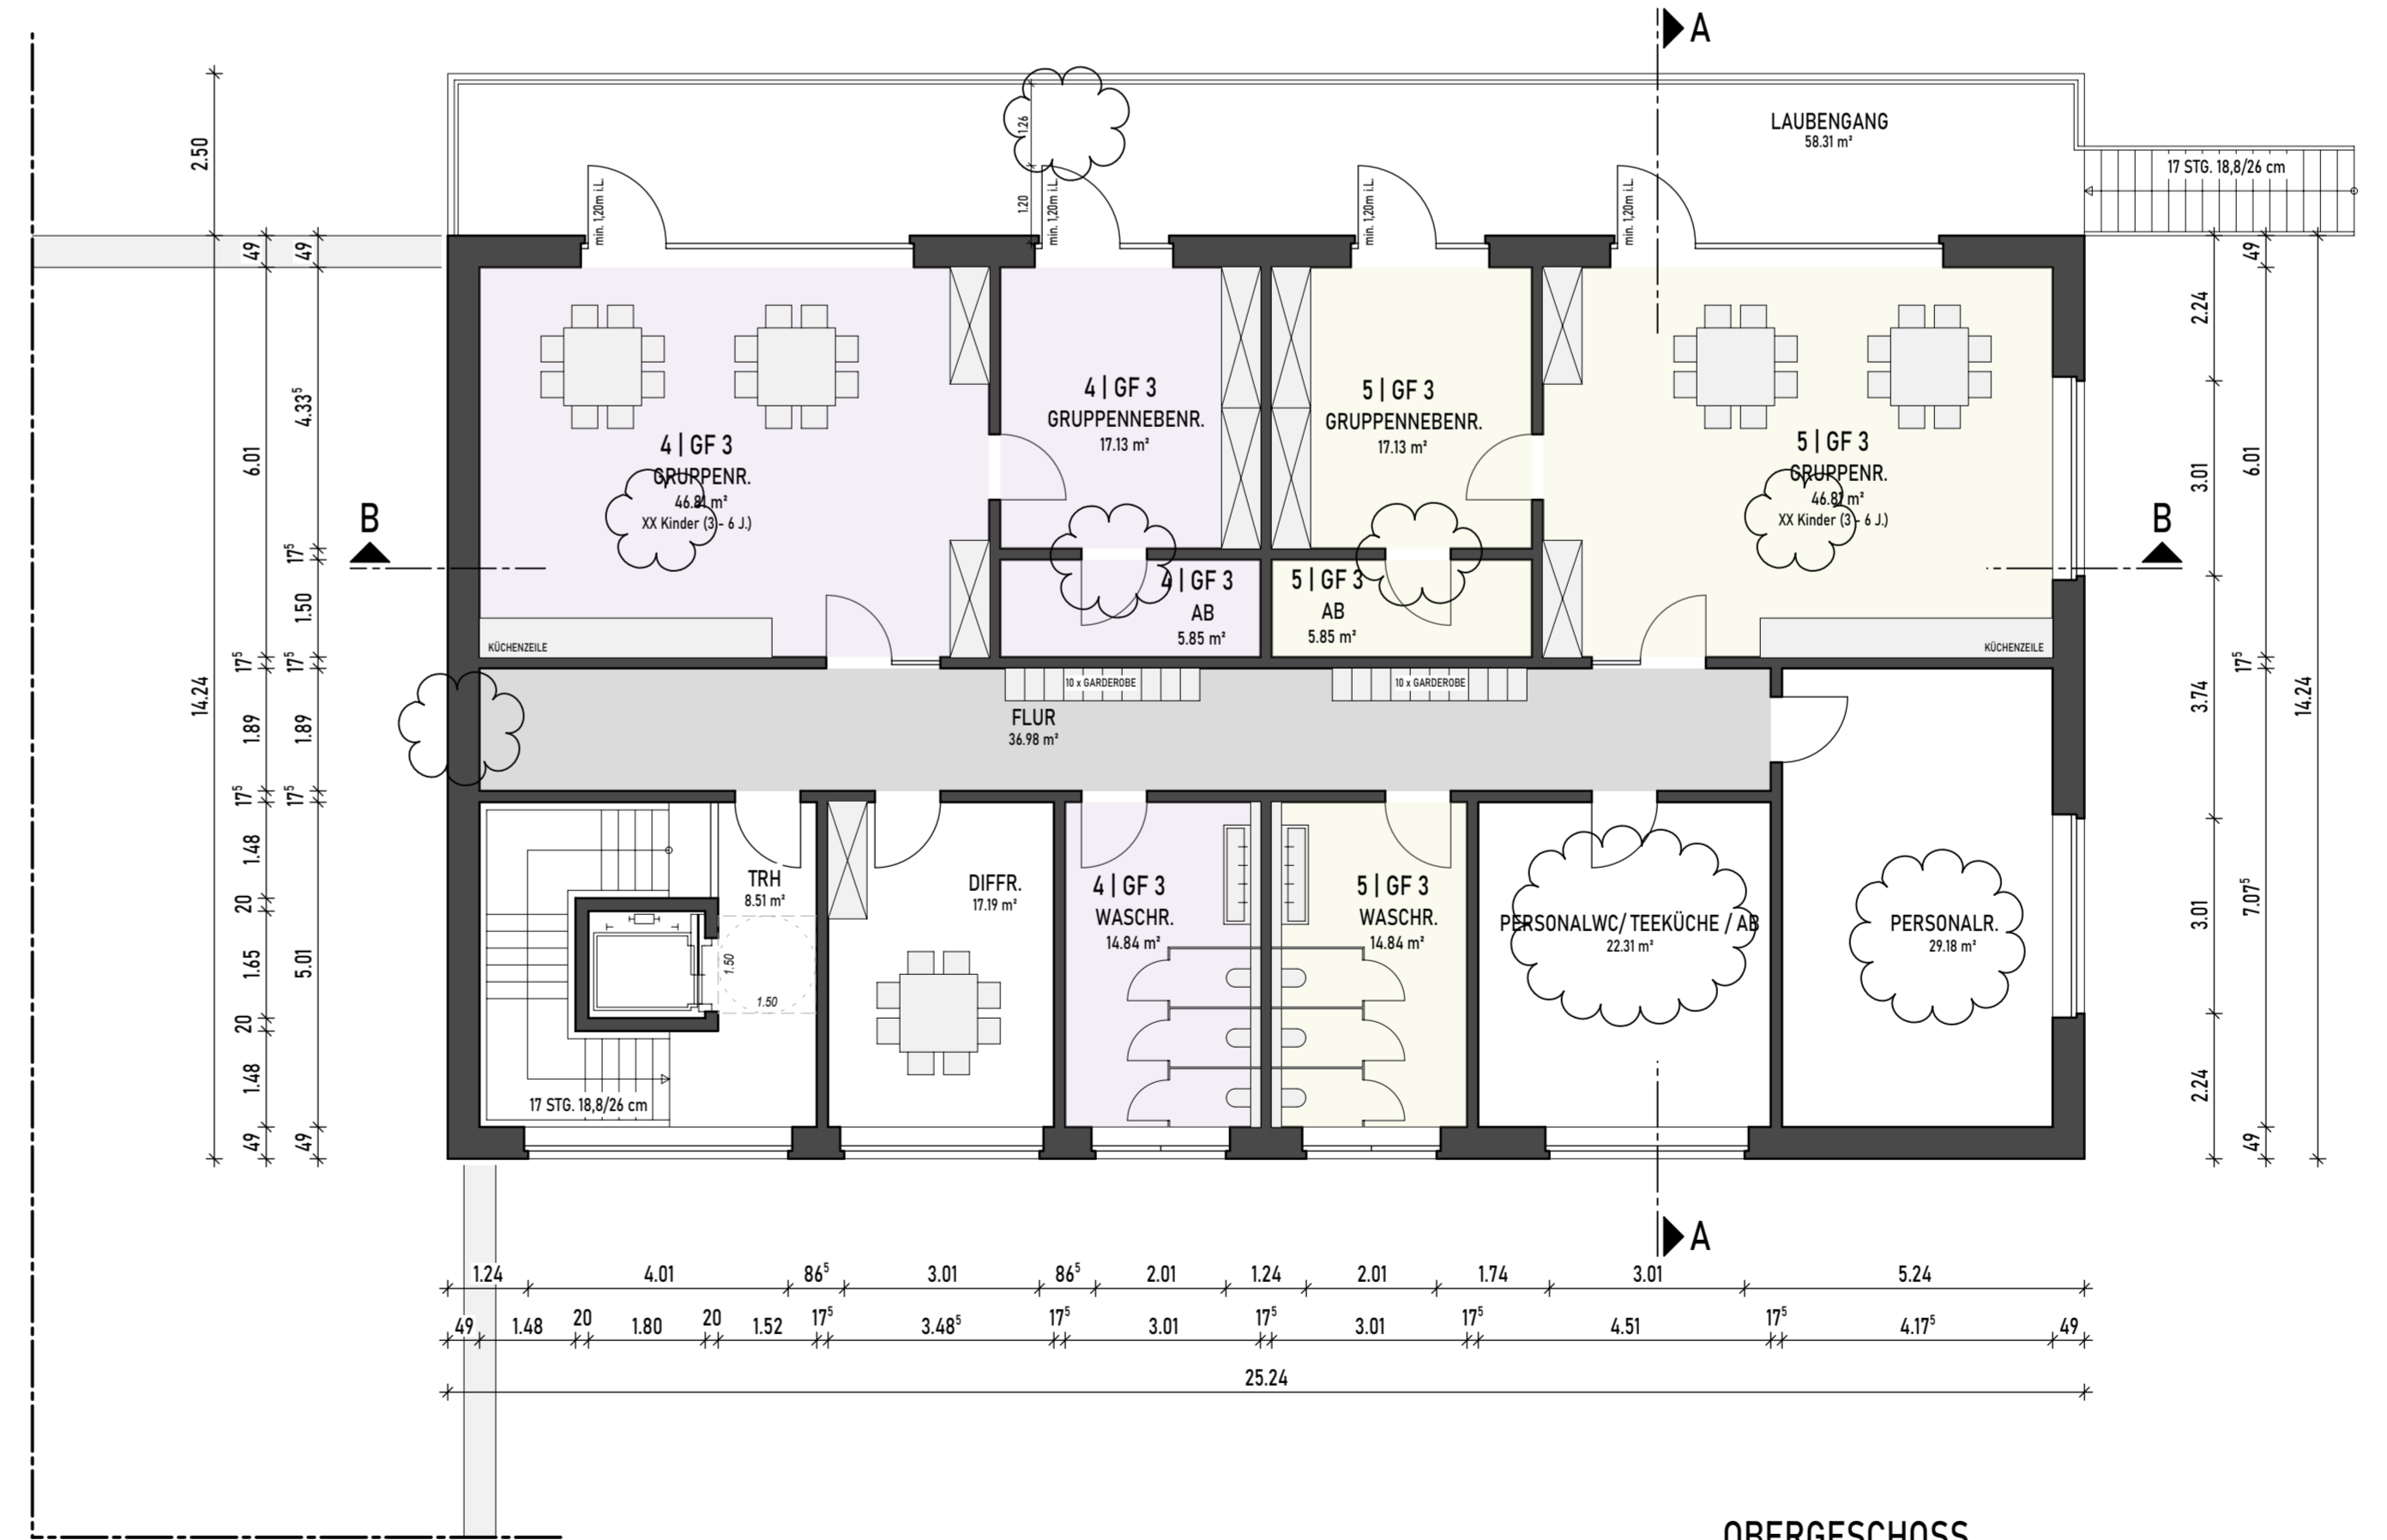 A
2.50
1.26
1.20
LAUBENGANG
58.31 m²
17 STG. 18,8/26 cm
min. 1,20m i.L.
min. 1,20m i.L.
min. 1,20m i.L.
min. 1,20m i.L.
49
49
49
4 | GF 3
GRUPPENR.
46.81 m²
XX Kinder (3 - 6 J.)
4 | GF 3
GRUPPENNEBENR.
17.13 m²
5 | GF 3
GRUPPENNEBENR.
17.13 m²
5 | GF 3
GRUPPENR.
46.81 m²
XX Kinder (3 - 6 J.)
6.01
4.33⁵
2.24
3.01
6.01
B
B
17⁵
1.50
4 | GF 3
AB
5.85 m²
5 | GF 3
AB
5.85 m²
KÜCHENZEILE
KÜCHENZEILE
17⁵
17⁵
17⁵
14.24
1.89
1.89
10 x GARDEROBE
10 x GARDEROBE
FLUR
36.98 m²
3.74
14.24
17⁵
17⁵
1.48
20
1.65
20
1.48
5.01
TRH
8.51 m²
1.50
1.50
17 STG. 18,8/26 cm
DIFFR.
17.19 m²
4 | GF 3
WASCHR.
14.84 m²
5 | GF 3
WASCHR.
14.84 m²
PERSONALWC/ TEEKÜCHE / AB
22.31 m²
PERSONALR.
29.18 m²
3.01
7.07⁵
2.24
49
49
49
A
1.24
4.01
86⁵
3.01
86⁵
2.01
1.24
2.01
1.74
3.01
5.24
49
1.48
20
1.80
20
1.52
17⁵
3.48⁵
17⁵
3.01
17⁵
3.01
17⁵
4.51
17⁵
4.17⁵
49
25.24
OBERGESCHOSS